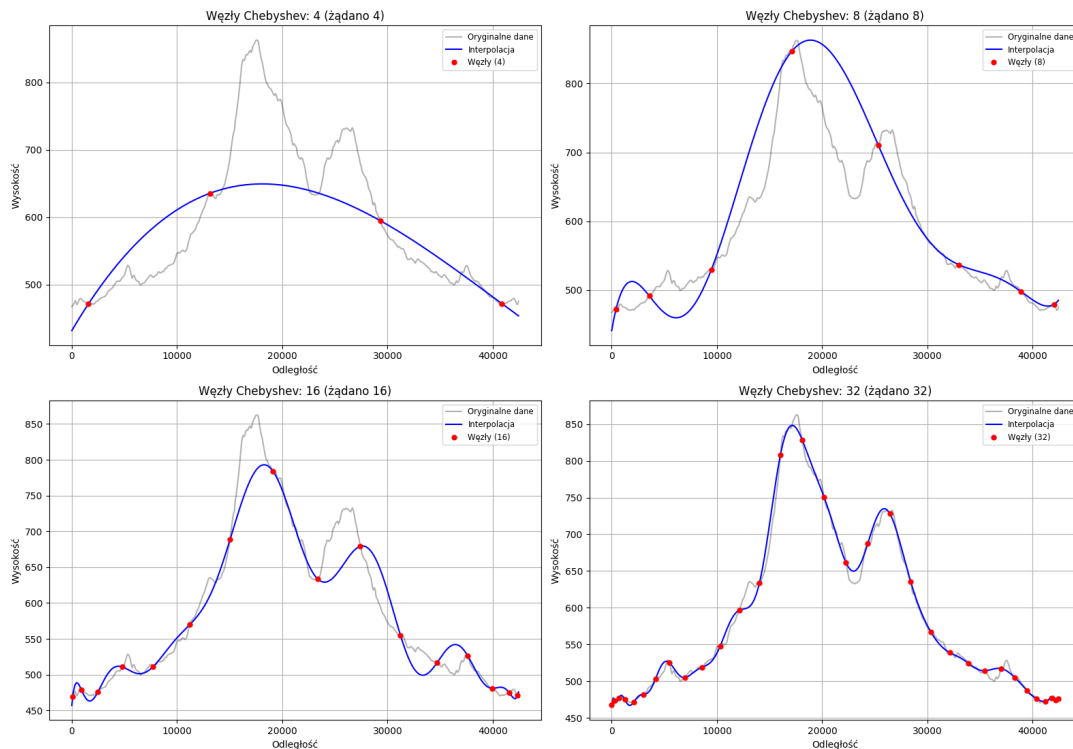 Węzły Chebyshev: 4 (żądano 4)
Oryginalne dane
Interpolacja
Węzły (4)
Wysokość
800
700
600
500
0
10000
20000
30000
40000
Odległość
Węzły Chebyshev: 8 (żądano 8)
Oryginalne dane
Interpolacja
Węzły (8)
Wysokość
800
700
600
500
0
10000
20000
30000
40000
Odległość
Węzły Chebyshev: 16 (żądano 16)
Oryginalne dane
Interpolacja
Węzły (16)
Wysokość
850
800
750
700
650
600
550
500
450
0
10000
20000
30000
40000
Odległość
Węzły Chebyshev: 32 (żądano 32)
Oryginalne dane
Interpolacja
Węzły (32)
Wysokość
850
800
750
700
650
600
550
500
450
0
10000
20000
30000
40000
Odległość